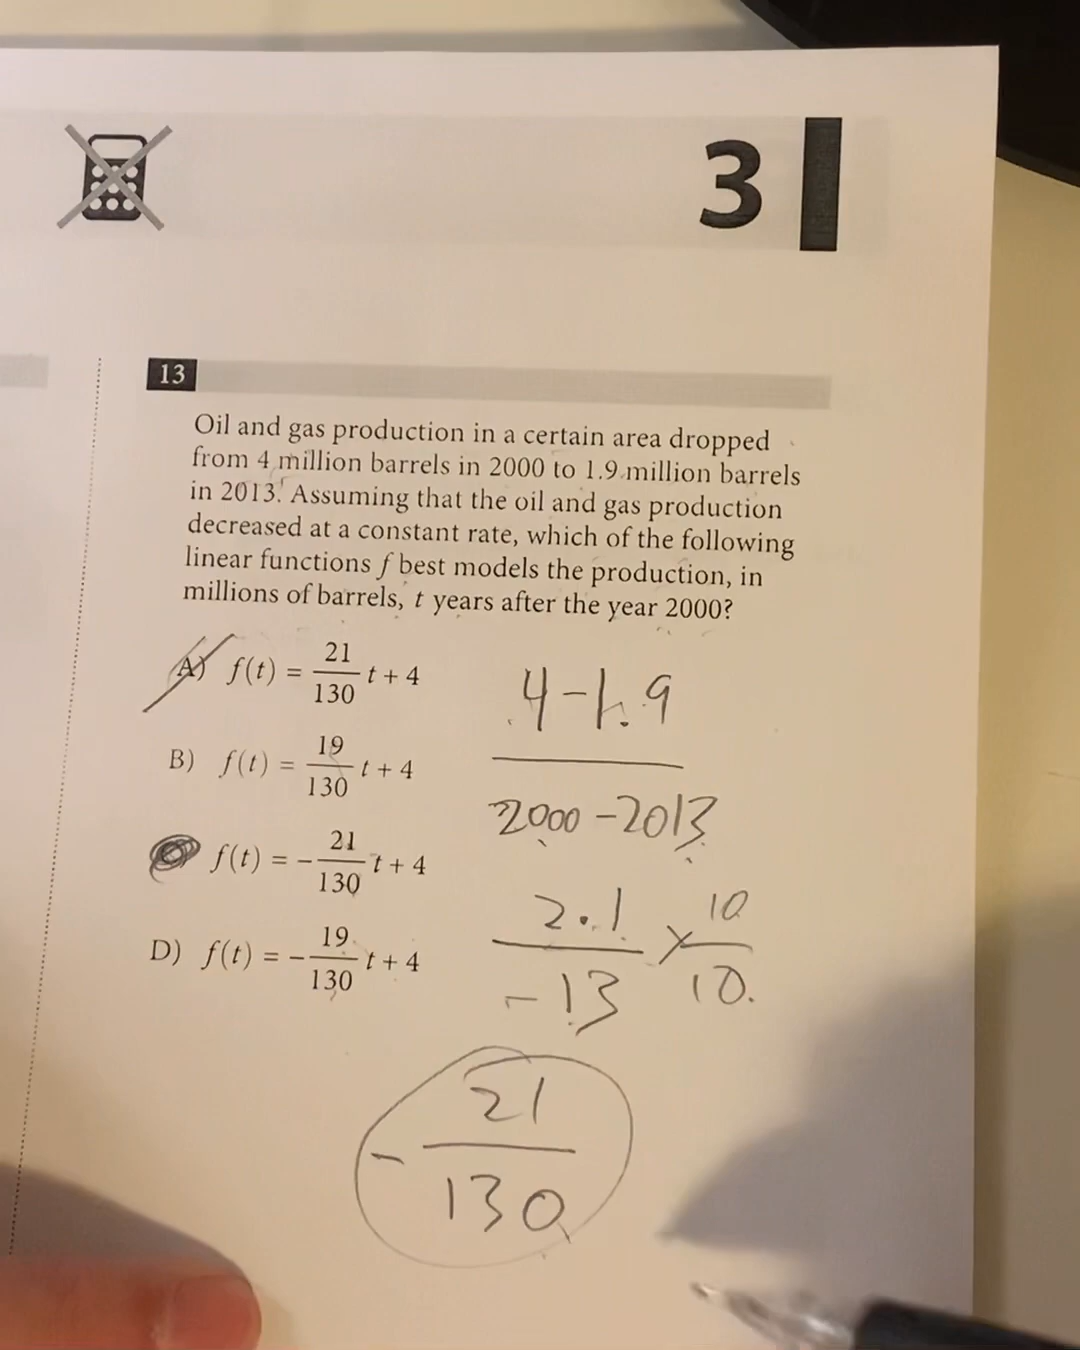 3
13
Oil and gas production in a certain area dropped
from 4 million barrels in 2000 to 1.9 million barrels
in 2013. Assuming that the oil and gas production
decreased at a constant rate, which of the following
linear functions f best models the production, in
millions of barrels, t years after the year 2000?
A) f(t) = 21/130 t + 4
B) f(t) = 19/130 t + 4
f(t) = -21/130 t + 4
D) f(t) = -19/130 t + 4
4-1.9
2000-2013
2.1/-13 × 10/10
-21/130